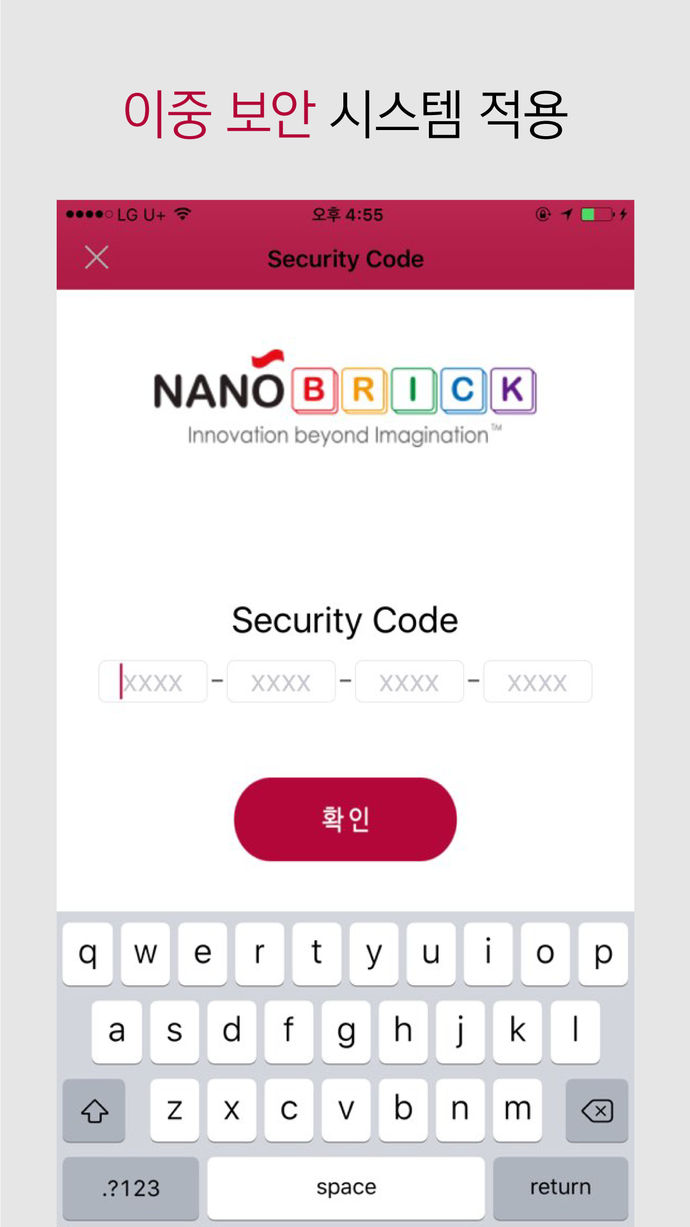 이중 보안 시스템 적용
LG U+ 오후 4:55
Security Code
NANOBRICK
Innovation beyond Imagination™
Security Code
XXXX - XXXX - XXXX - XXXX
확인
q w e r t y u i o p
a s d f g h j k l
z x c v b n m
.?123 space return